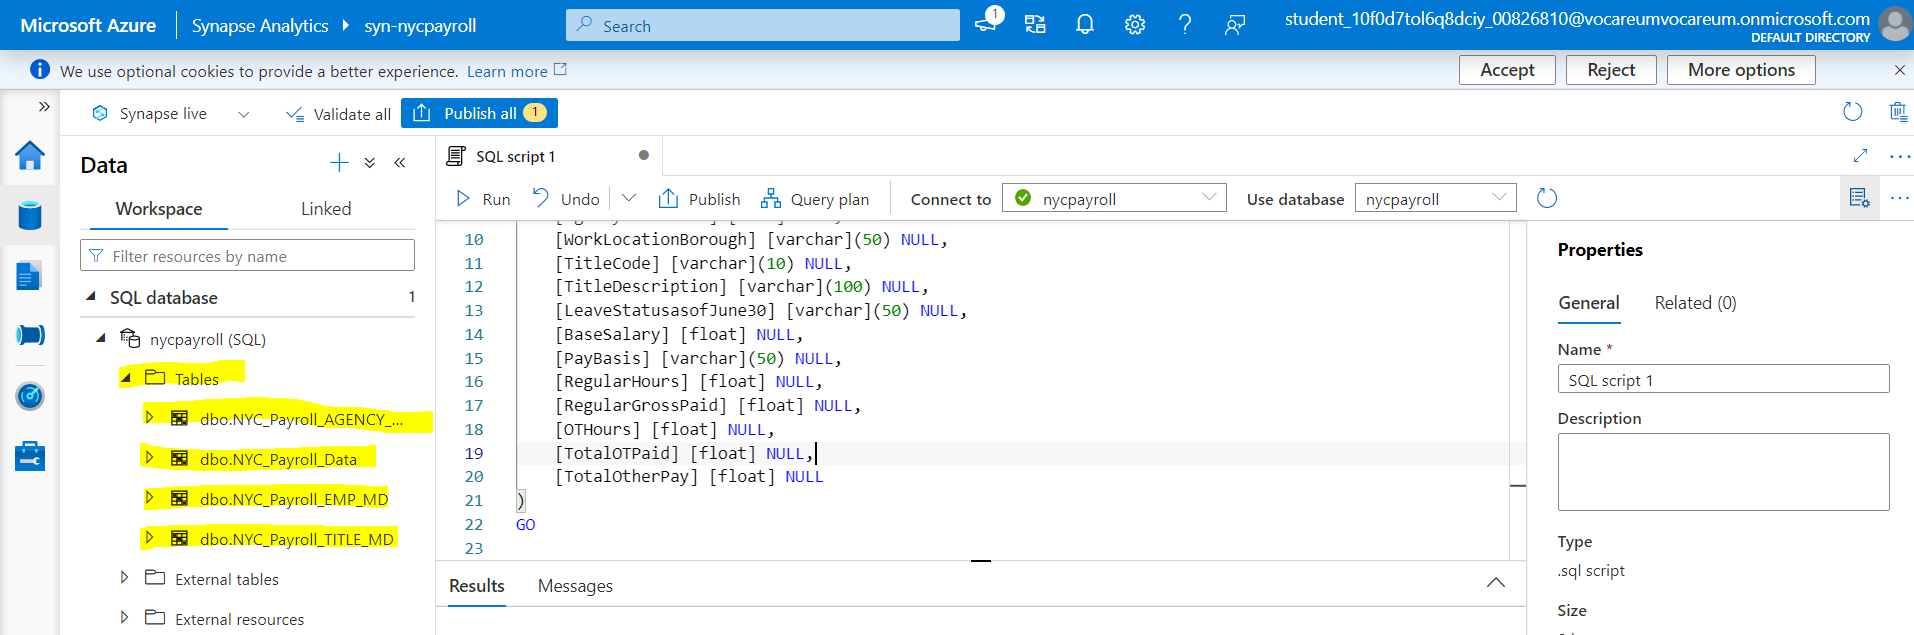 Microsoft Azure
Synapse Analytics
syn-nycpayroll
Search
1
student_10f0d7tol6q8dciy_00826810@vocareumvocareum.onmicrosoft.com
DEFAULT DIRECTORY
We use optional cookies to provide a better experience. Learn more
Accept
Reject
More options
Synapse live
Validate all
Publish all 1
Data
Workspace
Linked
Filter resources by name
SQL database
1
nycpayroll (SQL)
Tables
dbo.NYC_Payroll_AGENCY_...
dbo.NYC_Payroll_Data
dbo.NYC_Payroll_EMP_MD
dbo.NYC_Payroll_TITLE_MD
External tables
External resources
SQL script 1
Run
Undo
Publish
Query plan
Connect to
nycpayroll
Use database
nycpayroll
10 [WorkLocationBorough] [varchar](50) NULL,
11 [TitleCode] [varchar](10) NULL,
12 [TitleDescription] [varchar](100) NULL,
13 [LeaveStatusasofJune30] [varchar](50) NULL,
14 [BaseSalary] [float] NULL,
15 [PayBasis] [varchar](50) NULL,
16 [RegularHours] [float] NULL,
17 [RegularGrossPaid] [float] NULL,
18 [OTHours] [float] NULL,
19 [TotalOTPaid] [float] NULL,
20 [TotalOtherPay] [float] NULL
21 )
22 GO
23
Results
Messages
Properties
General
Related (0)
Name *
SQL script 1
Description
Type
.sql script
Size